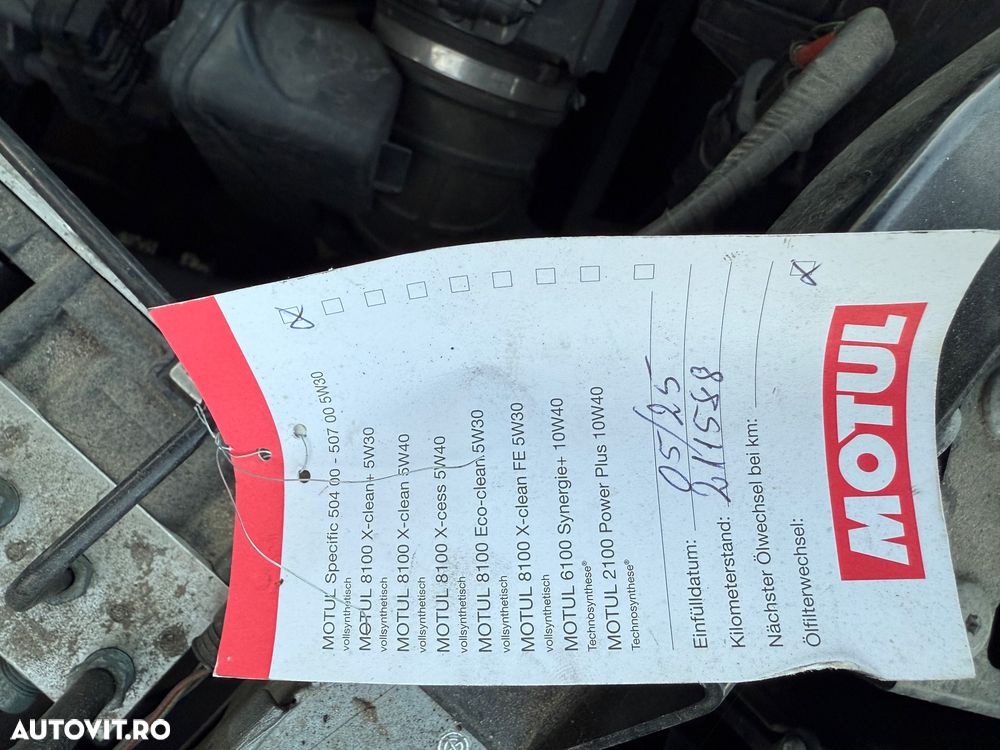 MOTUL Specific 504 00 - 507 00 5W30
vollsynthetisch
MOTUL 8100 X-clean+ 5W30
vollsynthetisch
MOTUL 8100 X-clean 5W40
vollsynthetisch
MOTUL 8100 X-cess 5W40
vollsynthetisch
MOTUL 8100 Eco-clean 5W30
vollsynthetisch
MOTUL 8100 X-clean FE 5W30
vollsynthetisch
MOTUL 6100 Synergie+ 10W40
Technosynthese®
MOTUL 2100 Power Plus 10W40
Technosynthese®
Einfülldatum: 05/25
Kilometerstand: 211588
Nächster Ölwechsel bei km:
Ölfilterwechsel:
MOTUL
AUTOVIT.RO